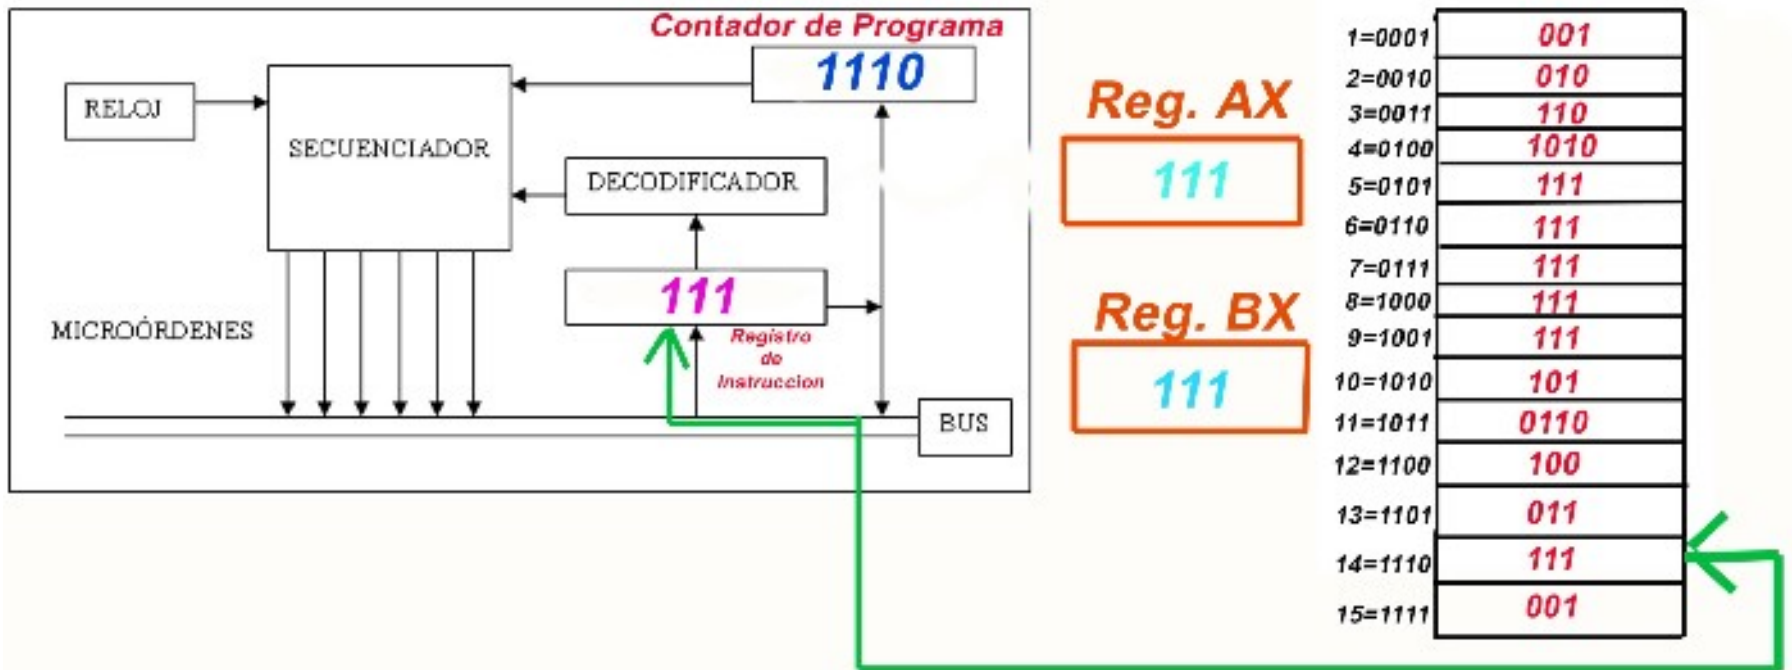 Contador de Programa
1110
RELOJ
SECUENCIADOR
DECODIFICADOR
111
Registro
de
Instruccion
MICROÓRDENES
BUS
Reg. AX
111
Reg. BX
111
1=0001 001
2=0010 010
3=0011 110
4=0100 1010
5=0101 111
6=0110 111
7=0111 111
8=1000 111
9=1001 111
10=1010 101
11=1011 0110
12=1100 100
13=1101 011
14=1110 111
15=1111 001